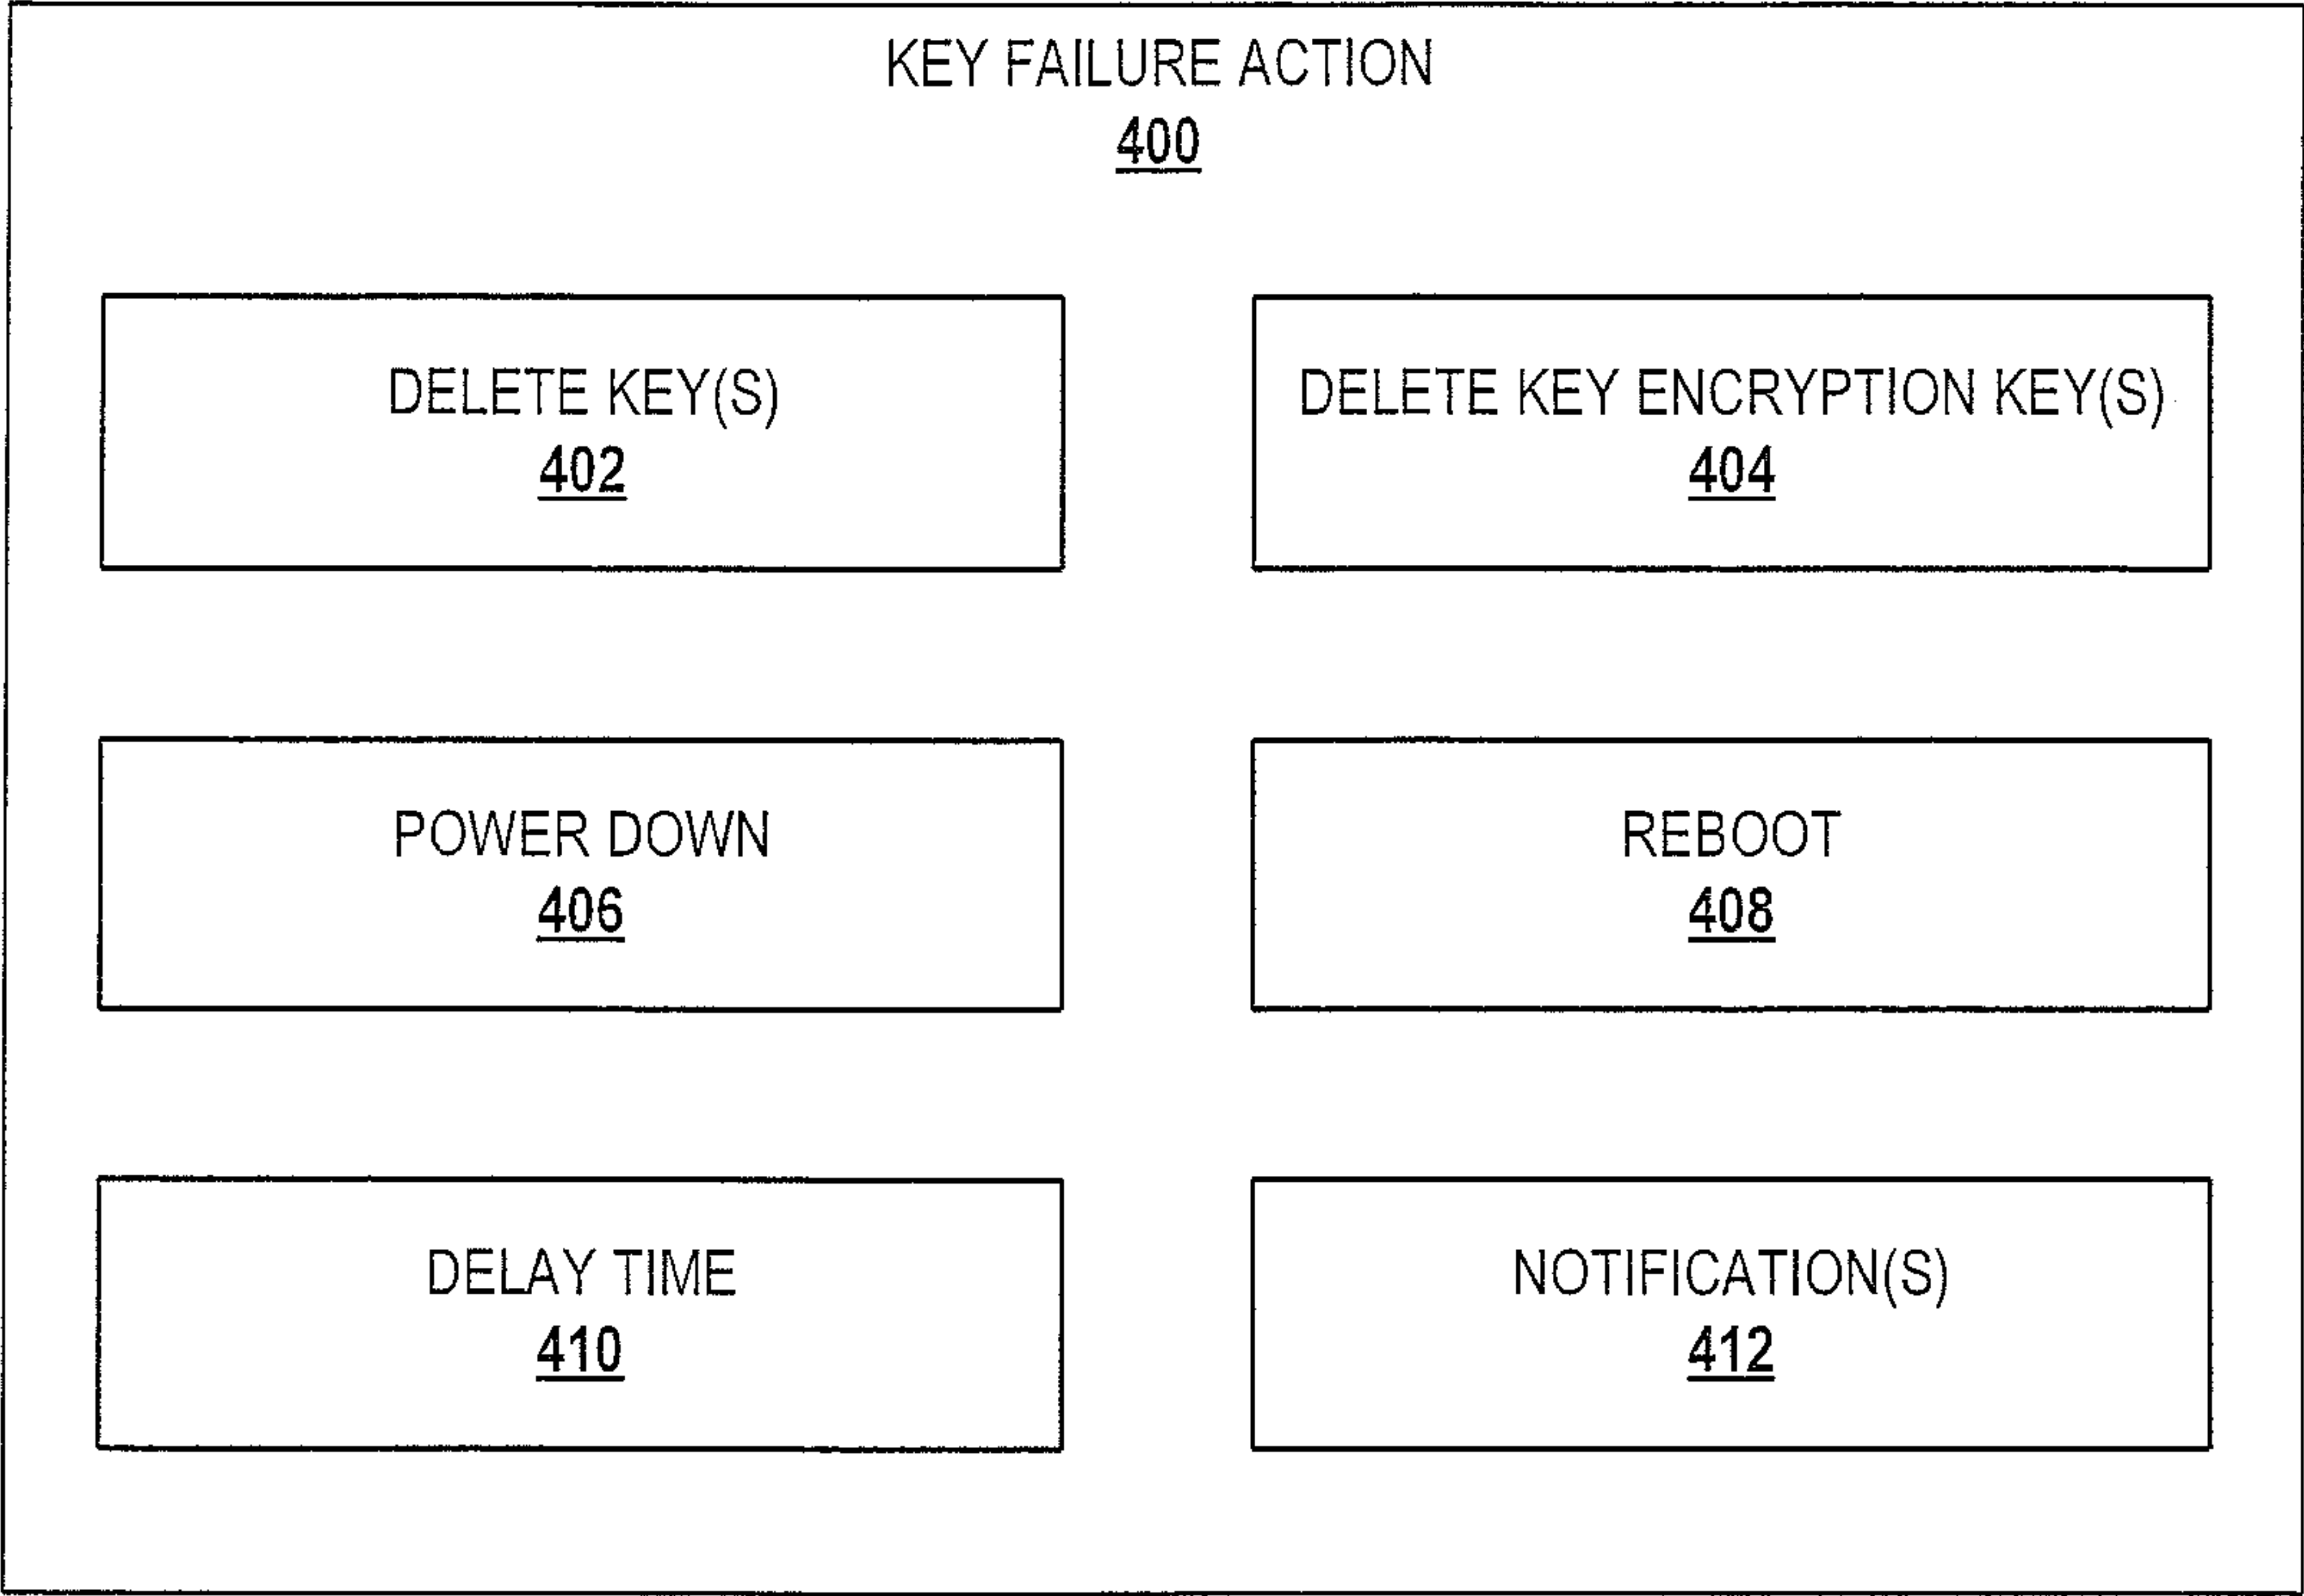 KEY FAILURE ACTION
400
DELETE KEY(S)
402
DELETE KEY ENCRYPTION KEY(S)
404
POWER DOWN
406
REBOOT
408
DELAY TIME
410
NOTIFICATION(S)
412